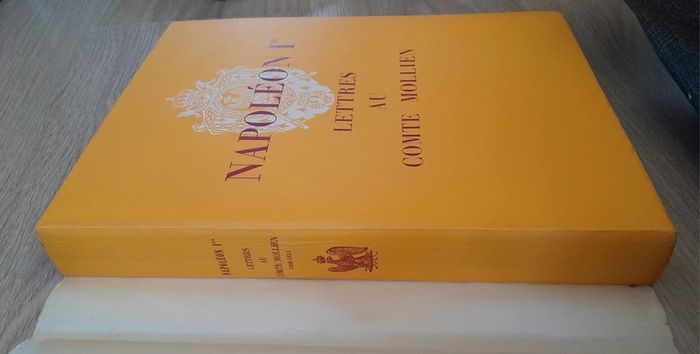 NAPOLÉON Ier
LETTRES
AU
COMTE MOLLIEN
NAPOLÉON Ier
LETTRES
AU
COMTE MOLLIEN